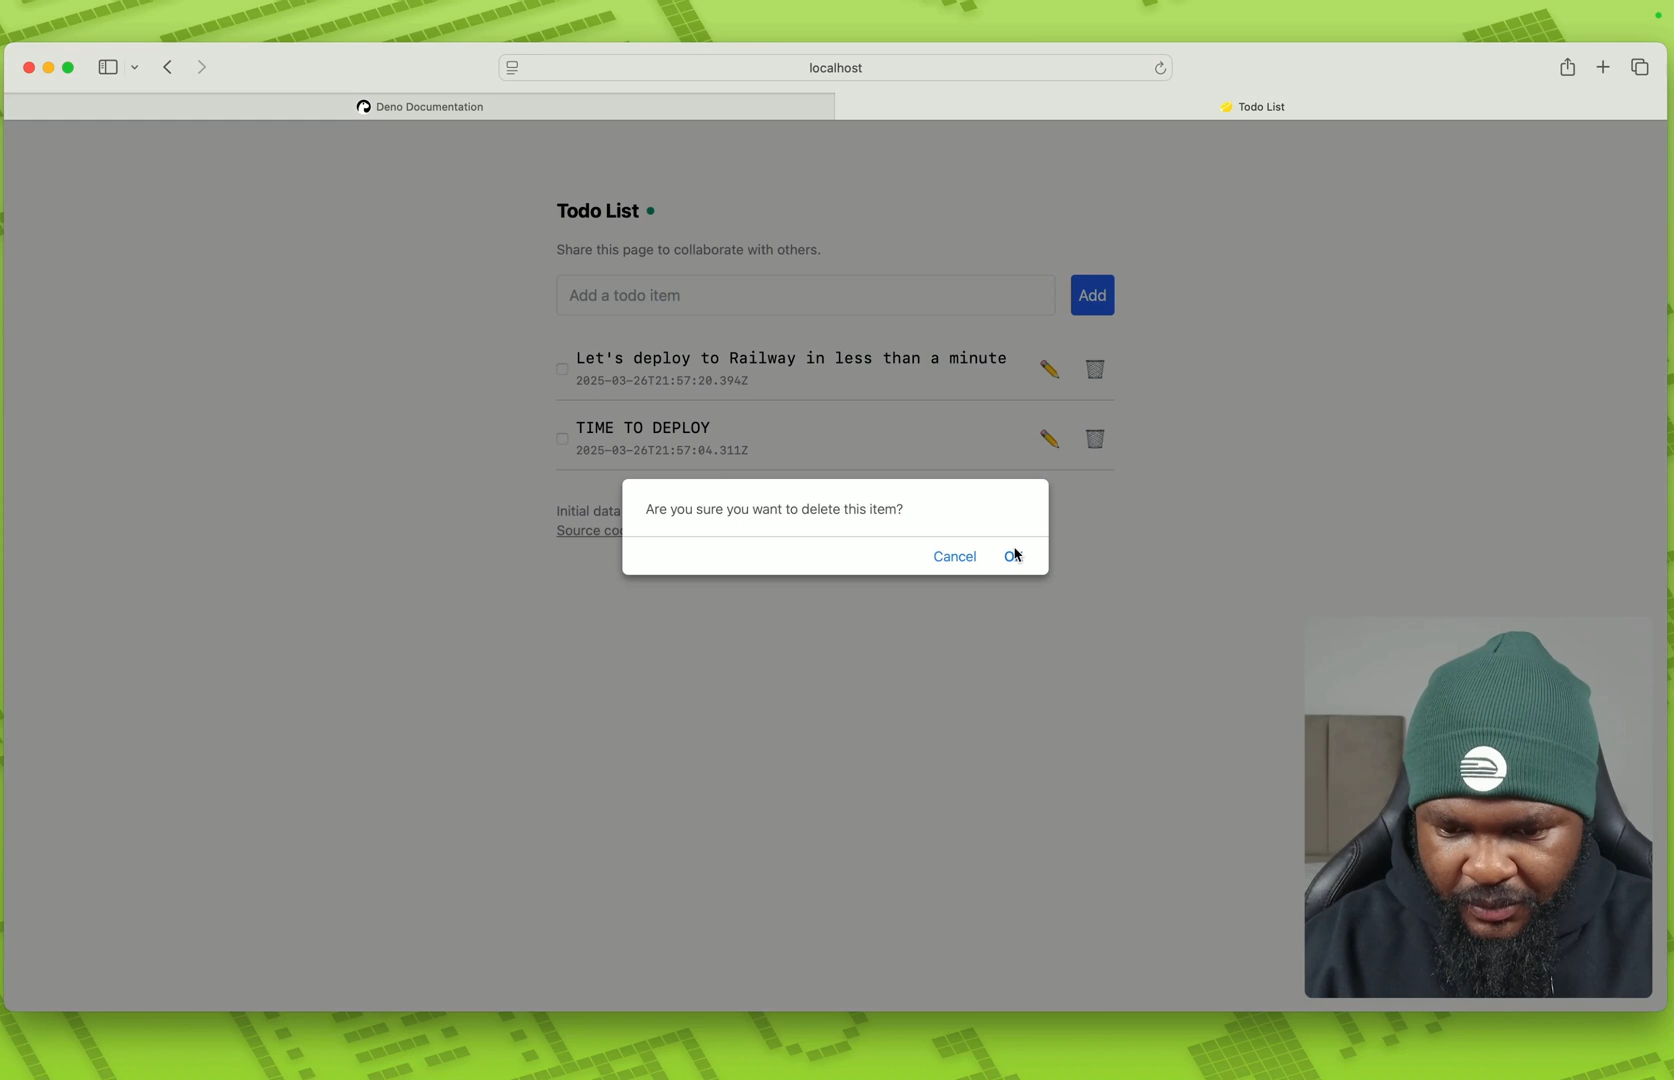 localhost
Deno Documentation
Todo List
Todo List
Share this page to collaborate with others.
Add a todo item
Add
Let's deploy to Railway in less than a minute
2025-03-26T21:57:20.394Z
TIME TO DEPLOY
2025-03-26T21:57:04.311Z
Initial data
Source
Are you sure you want to delete this item?
Cancel